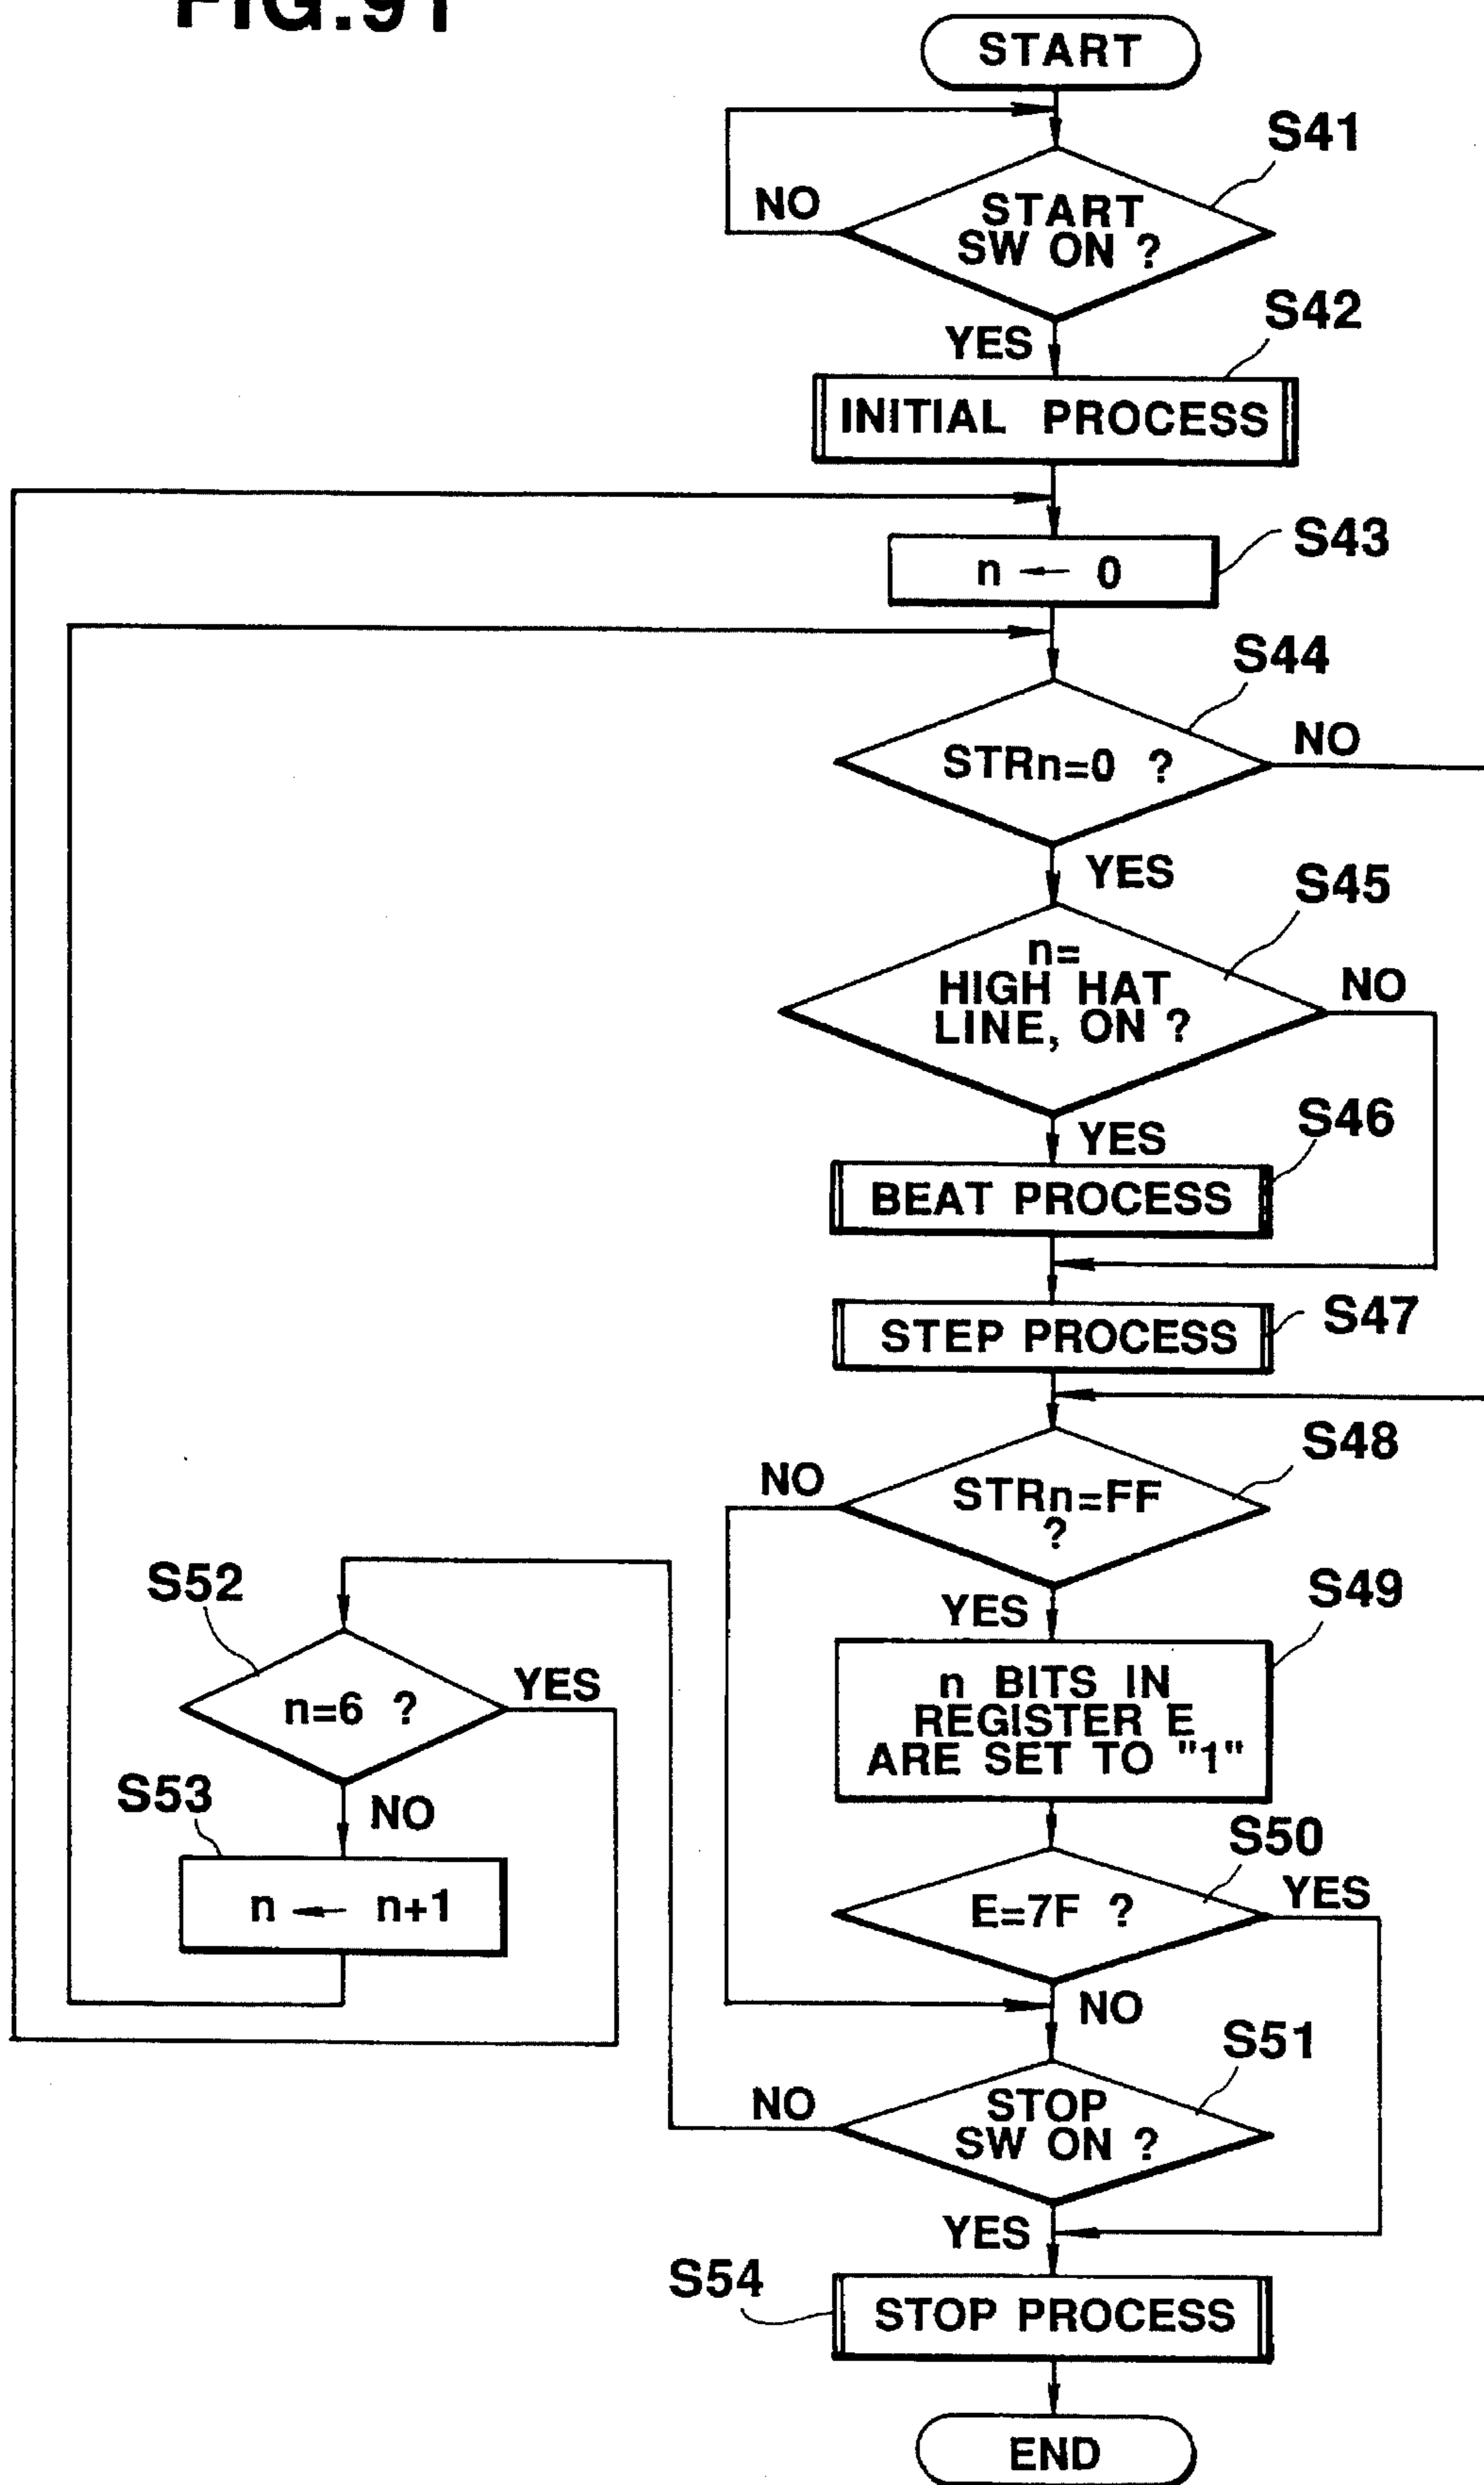 FIG.91
START
S41
NO
START
SW ON ?
S42
YES
INITIAL PROCESS
S43
n ← 0
S44
NO
STRn=0 ?
YES
S45
n=
HIGH HAT
LINE, ON ?
NO
S46
YES
BEAT PROCESS
S47
STEP PROCESS
S48
NO
STRn=FF
?
S49
YES
n BITS IN
REGISTER E
ARE SET TO "1"
S52
n=6 ?
YES
S53
NO
n ← n+1
S50
YES
E=7F ?
NO
S51
NO
STOP
SW ON ?
YES
S54
STOP PROCESS
END